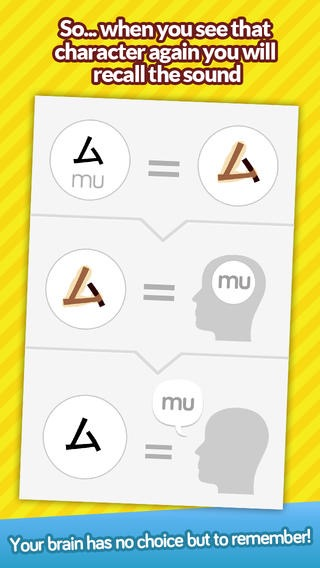 So... when you see that
character again you will
recall the sound
ム
mu
mu
ム
mu
Your brain has no choice but to remember!